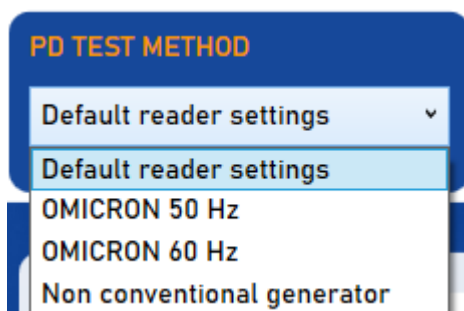 PD TEST METHOD
Default reader settings
Default reader settings
OMICRON 50 Hz
OMICRON 60 Hz
Non conventional generator